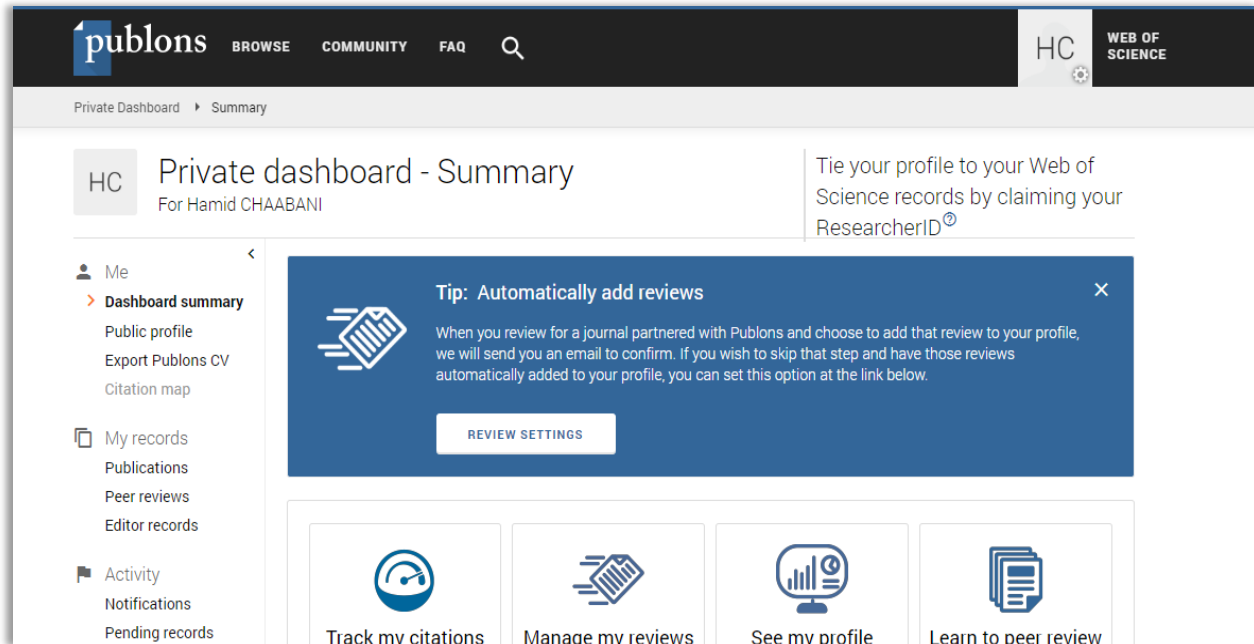 publons BROWSE COMMUNITY FAQ HC WEB OF
SCIENCE
Private Dashboard Summary
HC Private dashboard - Summary
For Hamid CHAABANI
Tie your profile to your Web of
Science records by claiming your
ResearcherID?
Me
Dashboard summary
Public profile
Export Publons CV
Citation map
My records
Publications
Peer reviews
Editor records
Activity
Notifications
Pending records
Tip: Automatically add reviews
When you review for a journal partnered with Publons and choose to add that review to your profile,
we will send you an email to confirm. If you wish to skip that step and have those reviews
automatically added to your profile, you can set this option at the link below.
REVIEW SETTINGS
Track my citations
Manage my reviews
See my profile
Learn to peer review